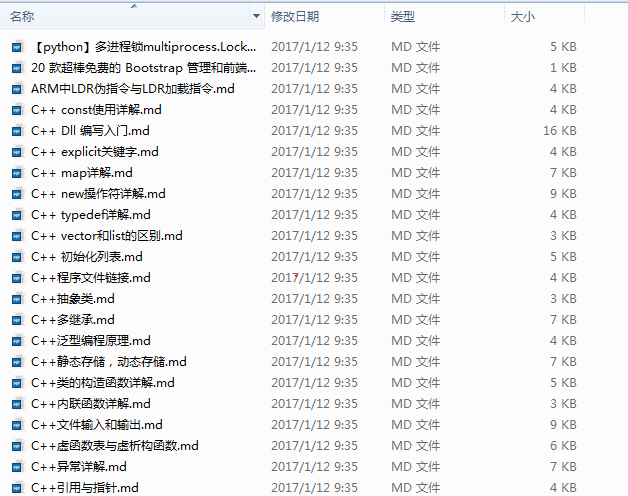 名称 修改日期 类型 大小
【python】多进程锁multiprocess.Lock... 2017/1/12 9:35 MD 文件 5 KB
20 款超棒免费的 Bootstrap 管理和前端... 2017/1/12 9:35 MD 文件 1 KB
ARM中LDR伪指令与LDR加载指令.md 2017/1/12 9:35 MD 文件 4 KB
C++ const使用详解.md 2017/1/12 9:35 MD 文件 4 KB
C++ Dll 编写入门.md 2017/1/12 9:35 MD 文件 16 KB
C++ explicit关键字.md 2017/1/12 9:35 MD 文件 4 KB
C++ map详解.md 2017/1/12 9:35 MD 文件 7 KB
C++ new操作符详解.md 2017/1/12 9:35 MD 文件 9 KB
C++ typedef详解.md 2017/1/12 9:35 MD 文件 4 KB
C++ vector和list的区别.md 2017/1/12 9:35 MD 文件 3 KB
C++ 初始化列表.md 2017/1/12 9:35 MD 文件 5 KB
C++程序文件链接.md 2017/1/12 9:35 MD 文件 4 KB
C++抽象类.md 2017/1/12 9:35 MD 文件 3 KB
C++多继承.md 2017/1/12 9:35 MD 文件 7 KB
C++泛型编程原理.md 2017/1/12 9:35 MD 文件 4 KB
C++静态存储，动态存储.md 2017/1/12 9:35 MD 文件 7 KB
C++类的构造函数详解.md 2017/1/12 9:35 MD 文件 5 KB
C++内联函数详解.md 2017/1/12 9:35 MD 文件 3 KB
C++文件输入和输出.md 2017/1/12 9:35 MD 文件 9 KB
C++虚函数表与虚析构函数.md 2017/1/12 9:35 MD 文件 6 KB
C++异常详解.md 2017/1/12 9:35 MD 文件 7 KB
C++引用与指针.md 2017/1/12 9:35 MD 文件 4 KB